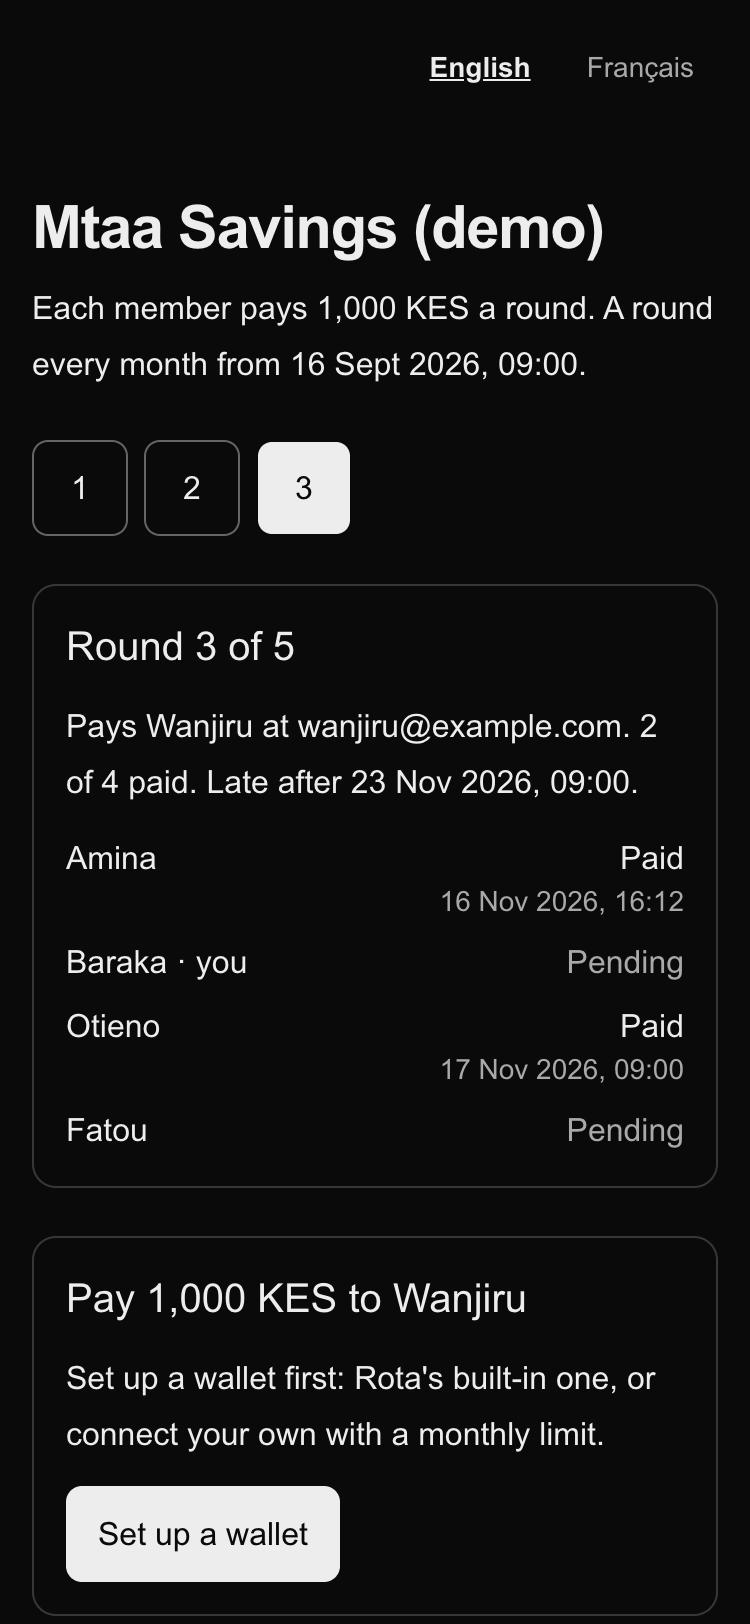 English Français
Mtaa Savings (demo)
Each member pays 1,000 KES a round. A round
every month from 16 Sept 2026, 09:00.
1 2 3
Round 3 of 5
Pays Wanjiru at wanjiru@example.com. 2
of 4 paid. Late after 23 Nov 2026, 09:00.
Amina Paid
16 Nov 2026, 16:12
Baraka · you Pending
Otieno Paid
17 Nov 2026, 09:00
Fatou Pending
Pay 1,000 KES to Wanjiru
Set up a wallet first: Rota's built-in one, or
connect your own with a monthly limit.
Set up a wallet